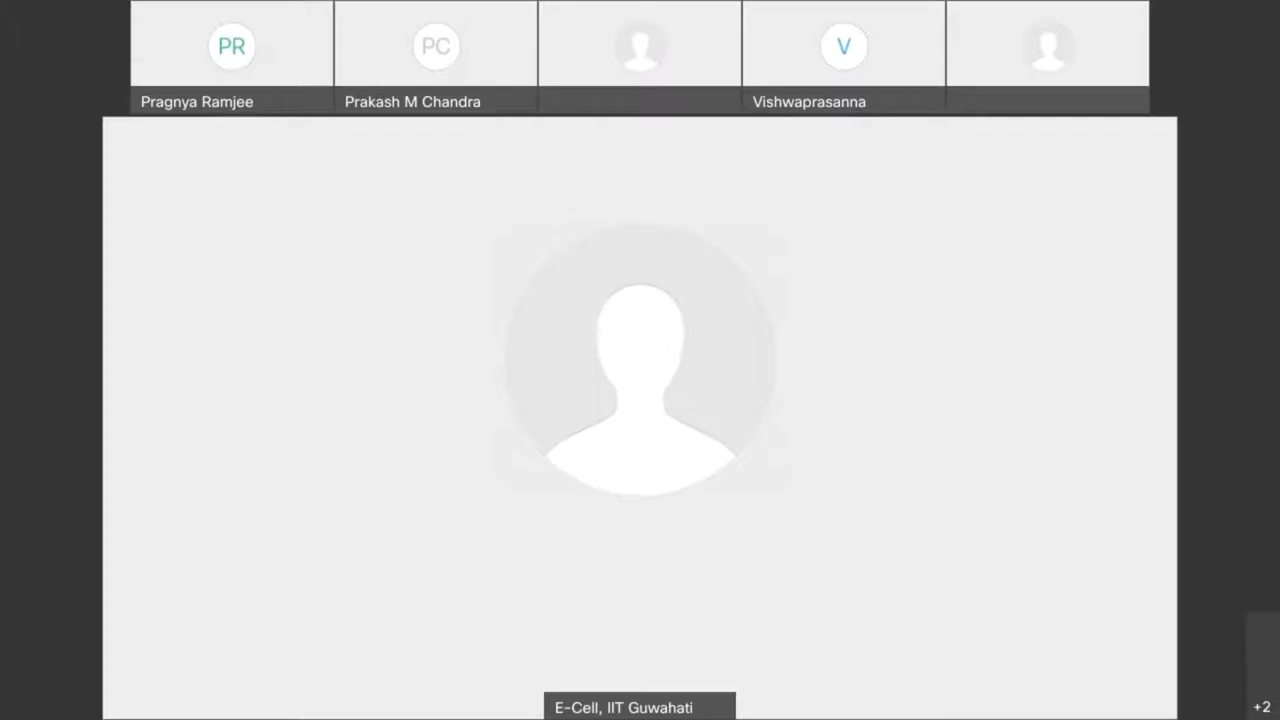 PR
PC
V
Pragnya Ramjee
Prakash M Chandra
Vishwaprasanna
E-Cell, IIT Guwahati
+2